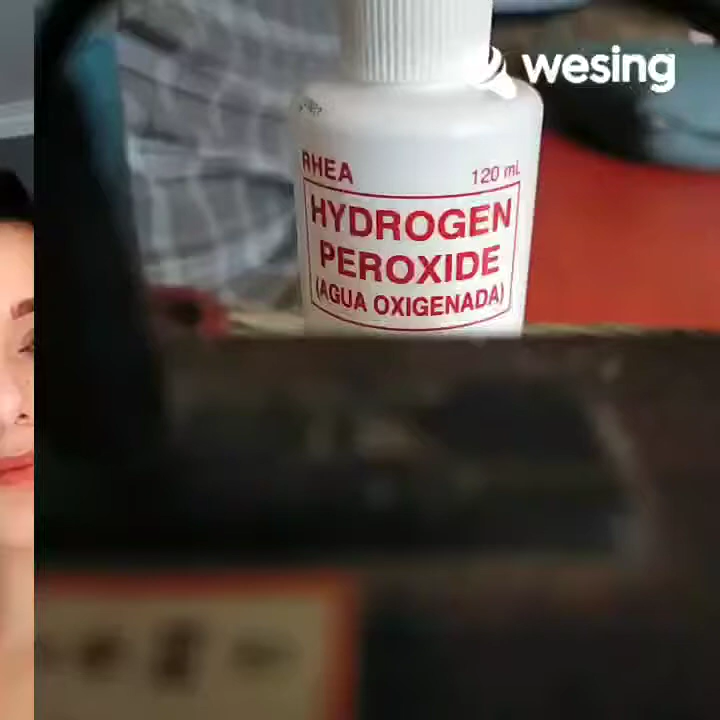 wesing
RHEA
120 mL
HYDROGEN
PEROXIDE
(AGUA OXIGENADA)